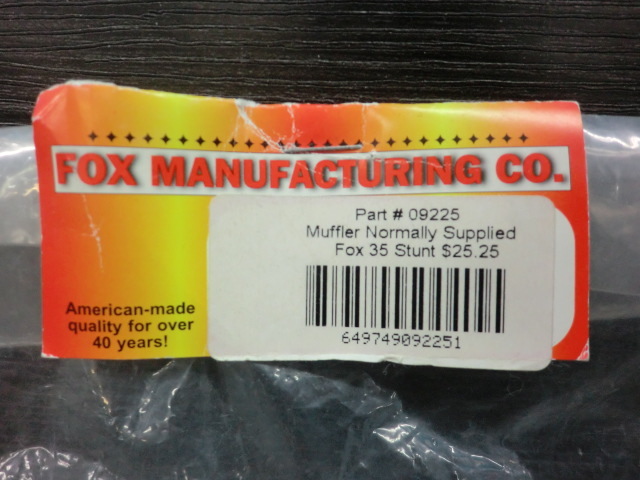 FOX MANUFACTURING CO.
Part # 09225
Muffler Normally Supplied
Fox 35 Stunt $25.25
649749092251
American-made
quality for over
40 years!